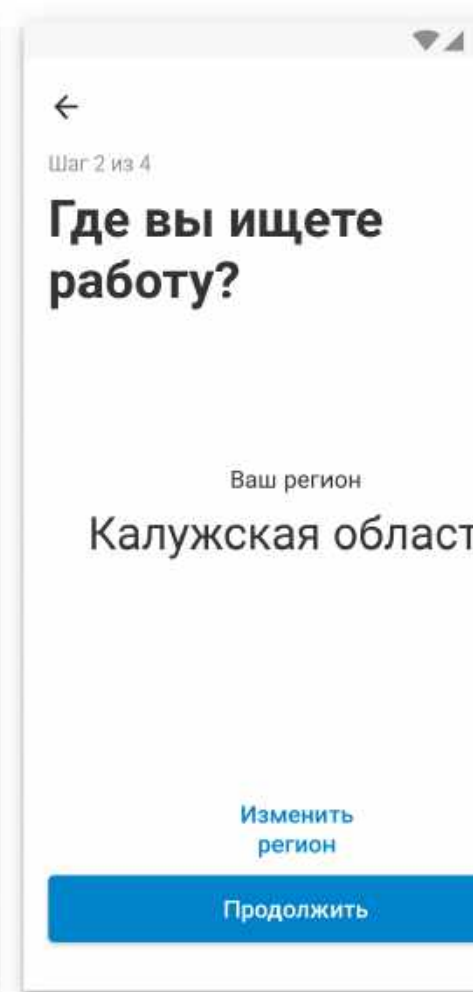 Шаг 2 из 4
Где вы ищете
работу?
Ваш регион
Калужская област
Изменить
регион
Продолжить